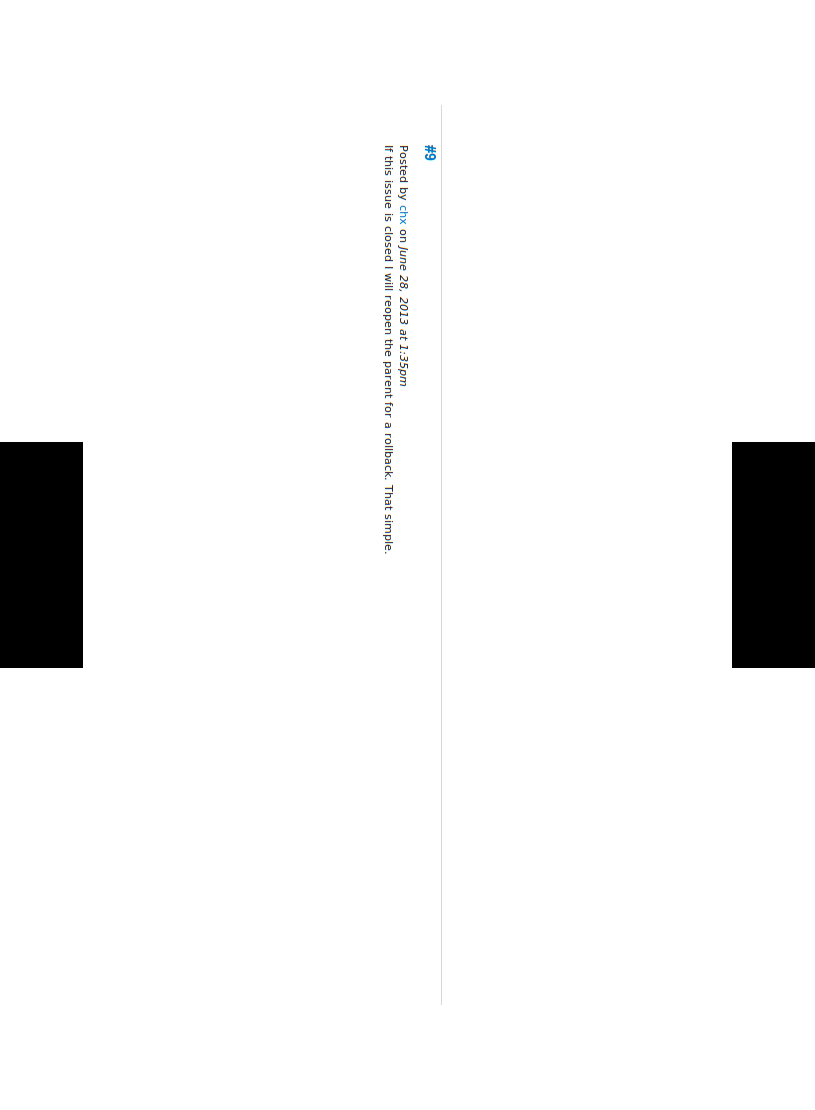 #9
Posted by chx on June 28, 2013 at 1:35pm
If this issue is closed I will reopen the parent for a rollback. That simple.